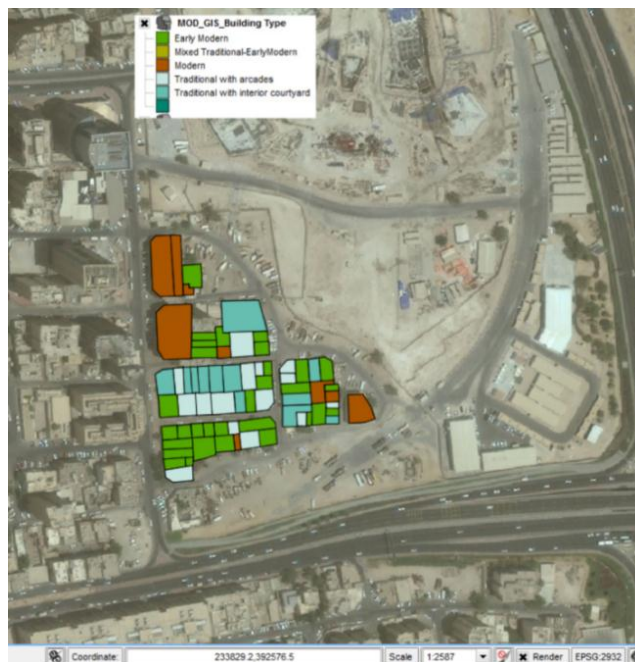 MOD_GIS_Building Type
Early Modern
Mixed Traditional-EarlyModern
Modern
Traditional with arcades
Traditional with interior courtyard
Coordinate: 233829.2,392576.5 Scale 1:2587 Render EPSG:2932